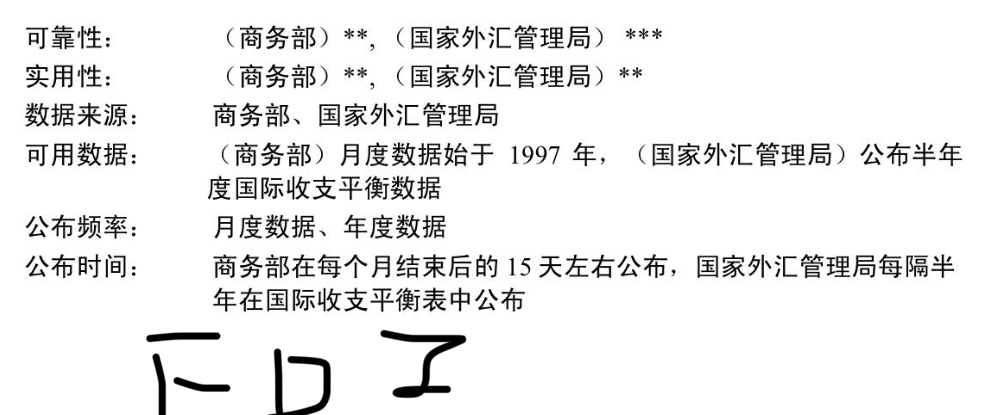 可靠性： （商务部）**，（国家外汇管理局）***
实用性： （商务部）**，（国家外汇管理局）**
数据来源： 商务部、国家外汇管理局
可用数据： （商务部）月度数据始于 1997 年，（国家外汇管理局）公布半年
度国际收支平衡数据
公布频率： 月度数据、年度数据
公布时间： 商务部在每个月结束后的 15 天左右公布，国家外汇管理局每隔半
年在国际收支平衡表中公布
FDI